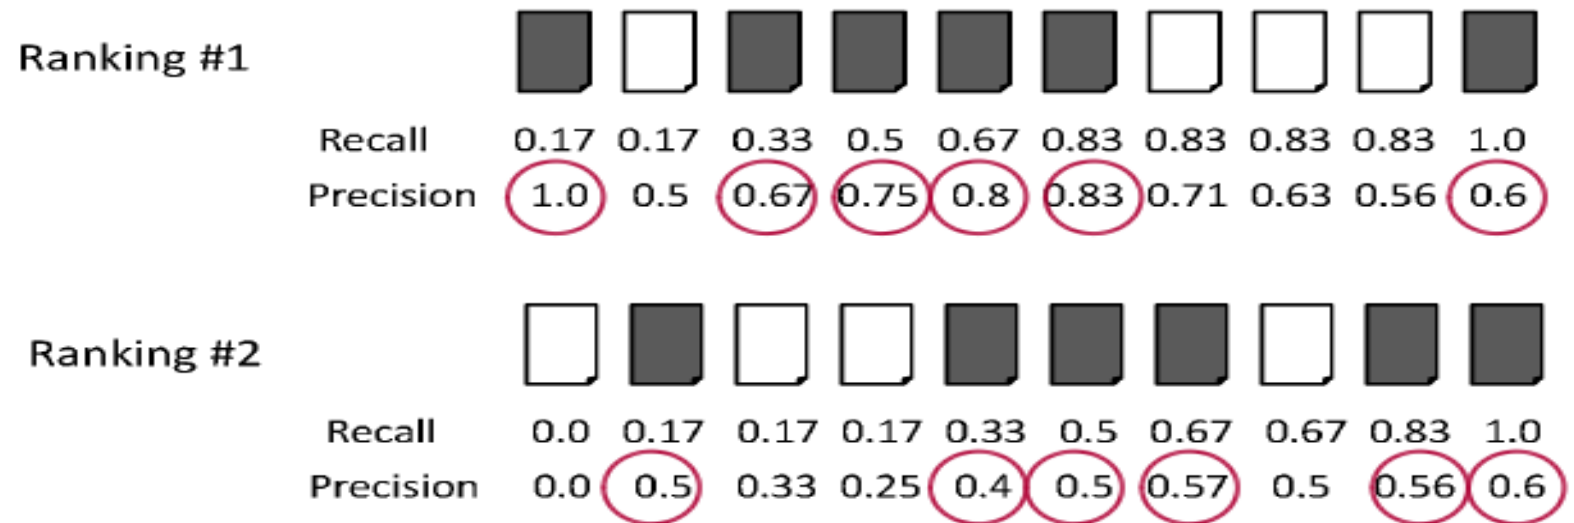 Ranking #1
Recall 0.17 0.17 0.33 0.5 0.67 0.83 0.83 0.83 0.83 1.0
Precision 1.0 0.5 0.67 0.75 0.8 0.83 0.71 0.63 0.56 0.6
Ranking #2
Recall 0.0 0.17 0.17 0.17 0.33 0.5 0.67 0.67 0.83 1.0
Precision 0.0 0.5 0.33 0.25 0.4 0.5 0.57 0.5 0.56 0.6